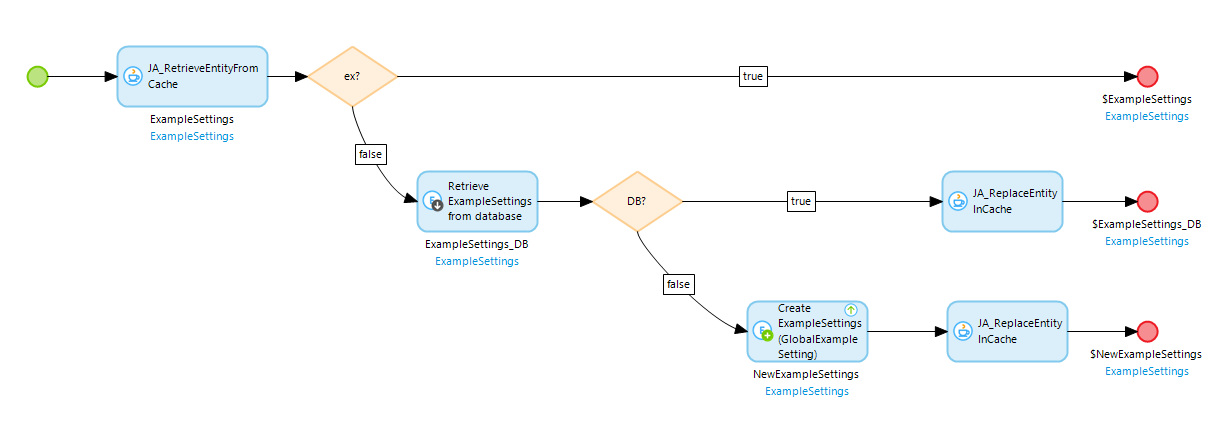 JA_RetrieveEntityFrom
Cache
ExampleSettings
ExampleSettings
ex?
true
$ExampleSettings
ExampleSettings
false
Retrieve
ExampleSettings
from database
ExampleSettings_DB
ExampleSettings
DB?
true
JA_ReplaceEntity
InCache
$ExampleSettings_DB
ExampleSettings
false
Create
ExampleSettings
(GlobalExample
Setting)
NewExampleSettings
ExampleSettings
JA_ReplaceEntity
InCache
$NewExampleSettings
ExampleSettings